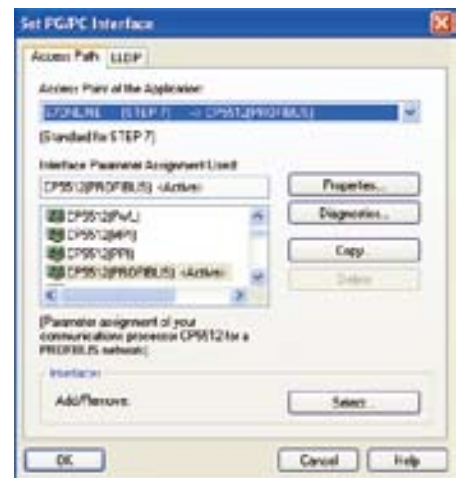 Set PG/PC Interface
Access Path LLDP
Access Point of the Application:
S7ONLINE (STEP 7) -> CP5512(PROFIBUS)
(Standard for STEP 7)
Interface Parameter Assignment Used:
CP5512(PROFIBUS) <Active>
Properties...
Diagnostics...
CP5512(FWL)
CP5512(MPI)
CP5512(PPI)
CP5512(PROFIBUS) <Active>
Copy...
Delete
(Parameter assignment of your
communications processor CP5512 for a
PROFIBUS network)
Interfaces
Add/Remove:
Select...
OK
Cancel
Help